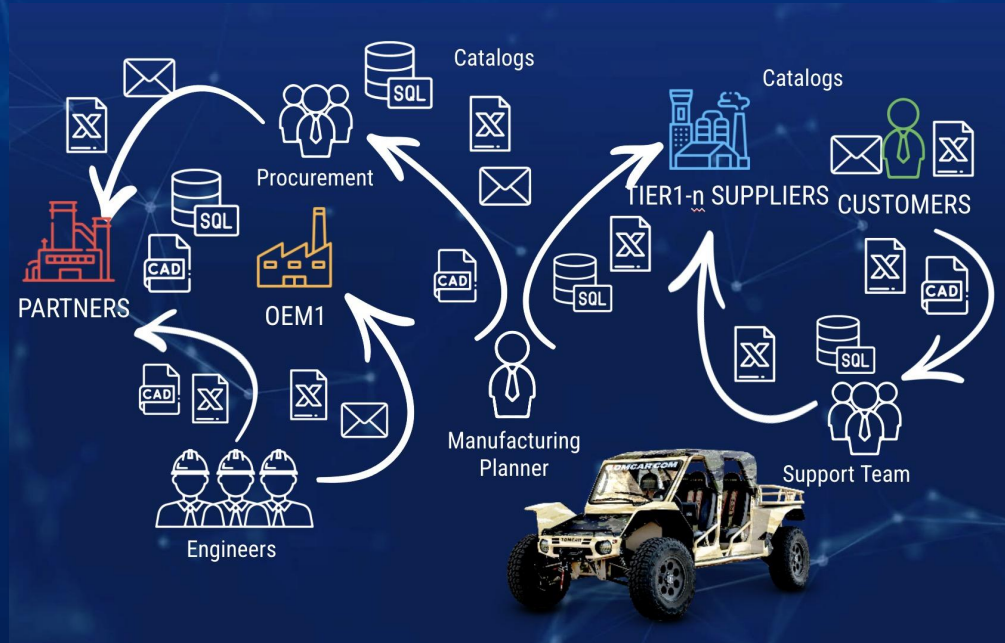 Catalogs
SQL
Catalogs
X
X
X
Procurement
TIER1-n SUPPLIERS
CUSTOMERS
SQL
CAD
X
CAD
SQL
X
CAD
PARTNERS
OEM1
SQL
X
CAD
X
X
Manufacturing
Planner
Support Team
TOMCAR.COM
TOMCAR
Engineers